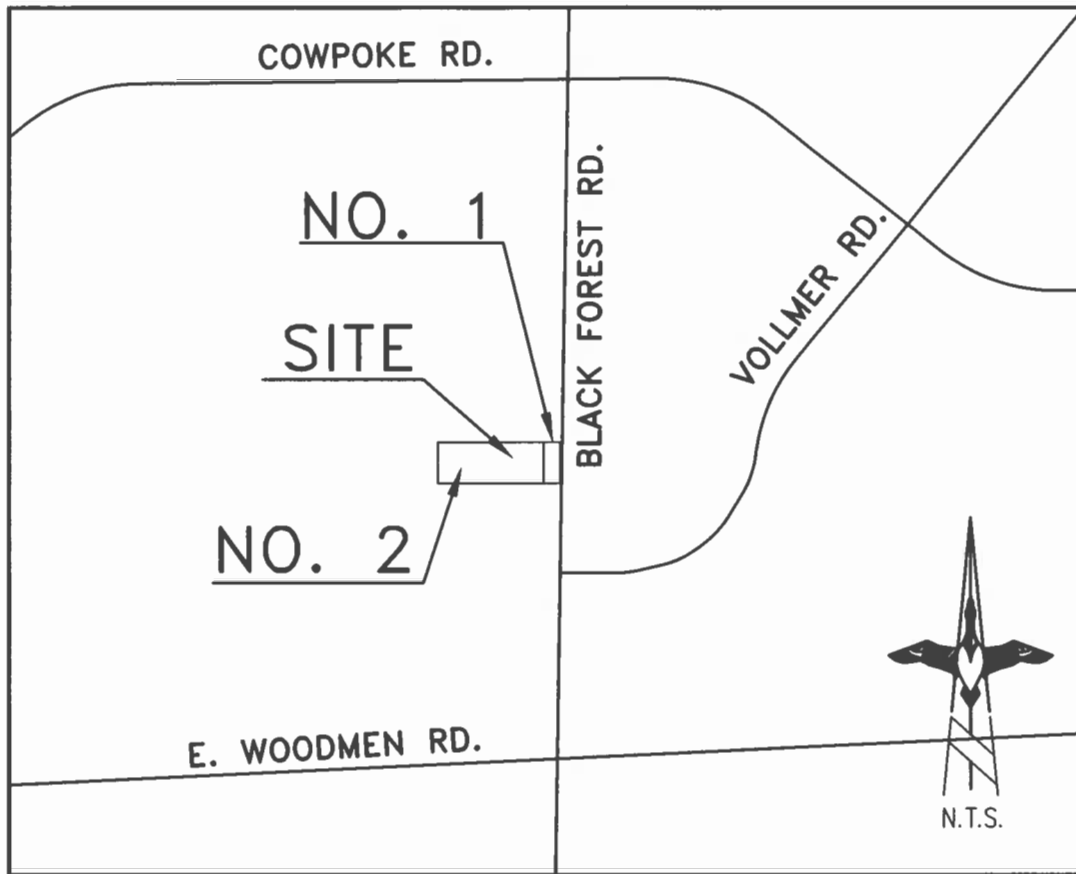 COWPOKE RD.
NO. 1
BLACK FOREST RD.
VOLLMER RD.
SITE
NO. 2
E. WOODMEN RD.
N.T.S.